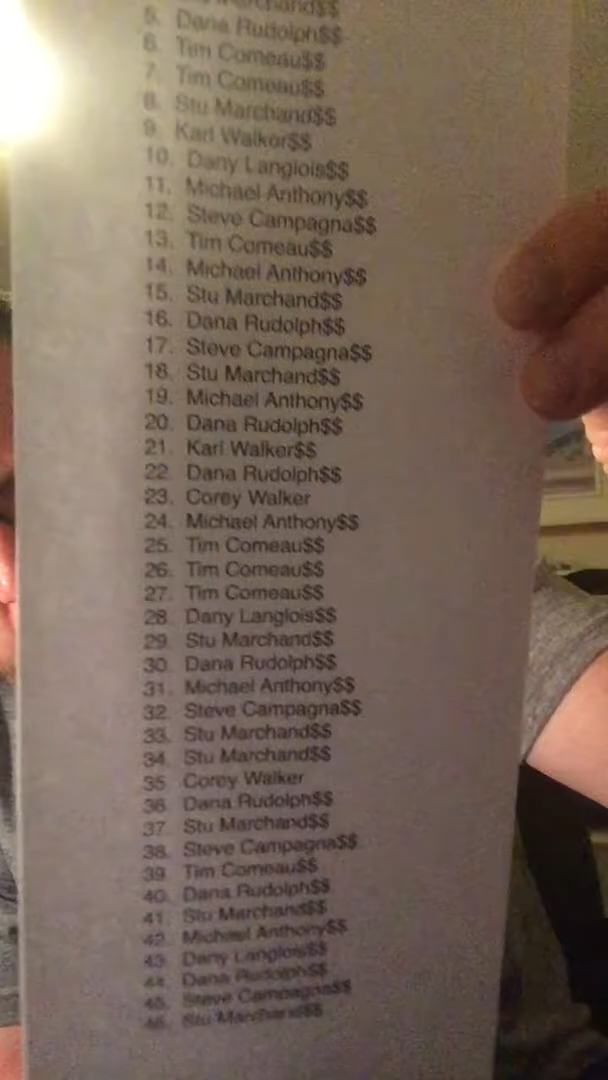 Marchand$$
5. Dana Rudolph$$
6. Tim Comeau$$
7. Tim Comeau$$
8. Stu Marchand$$
9. Karl Walker$$
10. Dany Langlois$$
11. Michael Anthony$$
12. Steve Campagna$$
13. Tim Comeau$$
14. Michael Anthony$$
15. Stu Marchand$$
16. Dana Rudolph$$
17. Steve Campagna$$
18. Stu Marchand$$
19. Michael Anthony$$
20. Dana Rudolph$$
21. Karl Walker$$
22. Dana Rudolph$$
23. Corey Walker
24. Michael Anthony$$
25. Tim Comeau$$
26. Tim Comeau$$
27. Tim Comeau$$
28. Dany Langlois$$
29. Stu Marchand$$
30. Dana Rudolph$$
31. Michael Anthony$$
32. Steve Campagna$$
33. Stu Marchand$$
34. Stu Marchand$$
35. Corey Walker
36. Dana Rudolph$$
37. Stu Marchand$$
38. Steve Campagna$$
39. Tim Comeau$$
40. Dana Rudolph$$
41. Stu Marchand$$
42. Michael Anthony$$
43. Dany Langlois$$
44. Dana Rudolph$$
45. Steve Campagna$$
46. Stu Marchand$$